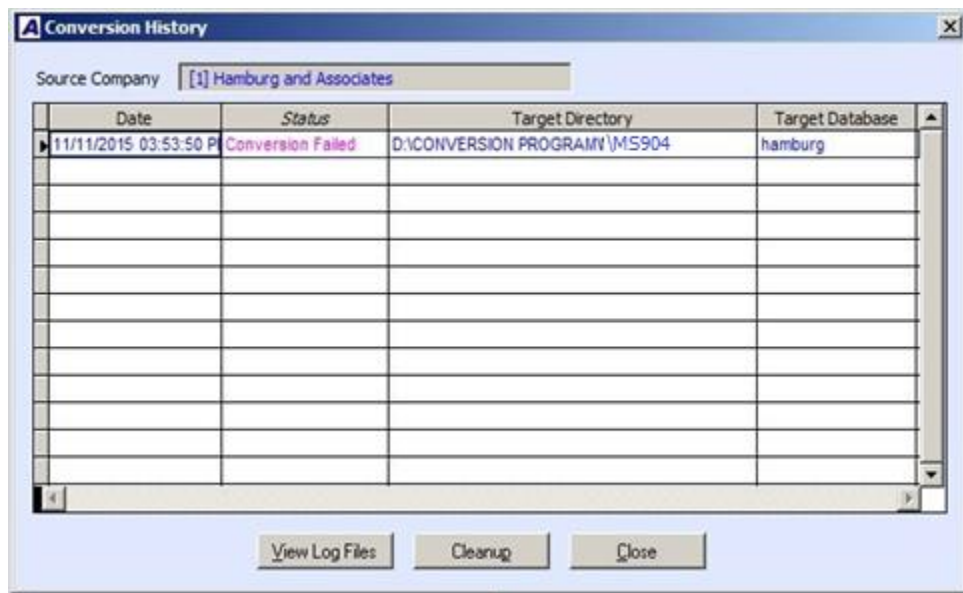 A Conversion History
Source Company [1] Hamburg and Associates
Date Status Target Directory Target Database
11/11/2015 03:53:50 P Conversion Failed D:\CONVERSION PROGRAM\ \MS904 hamburg
View Log Files Cleanup Close